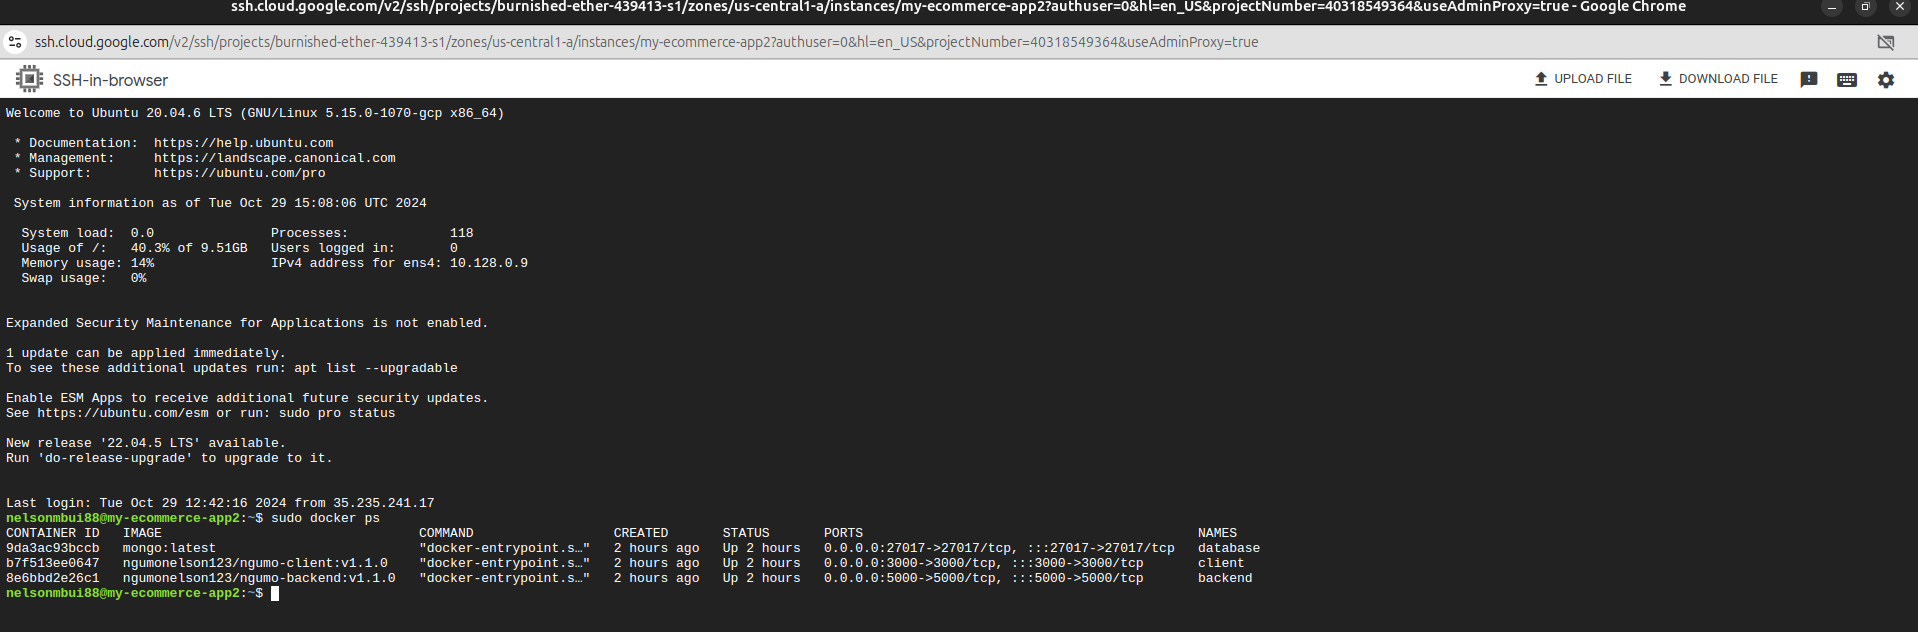 ssh.cloud.google.com/v2/ssh/projects/burnished-ether-439413-s1/zones/us-central1-a/instances/my-ecommerce-app2?authuser=0&hl=en_US&projectNumber=40318549364&useAdminProxy=true - Google Chrome
ssh.cloud.google.com/v2/ssh/projects/burnished-ether-439413-s1/zones/us-central1-a/instances/my-ecommerce-app2?authuser=0&hl=en_US&projectNumber=40318549364&useAdminProxy=true
SSH-in-browser UPLOAD FILE DOWNLOAD FILE
Welcome to Ubuntu 20.04.6 LTS (GNU/Linux 5.15.0-1070-gcp x86_64)
* Documentation: https://help.ubuntu.com
* Management: https://landscape.canonical.com
* Support: https://ubuntu.com/pro
System information as of Tue Oct 29 15:08:06 UTC 2024
System load: 0.0 Processes: 118
Usage of /: 40.3% of 9.51GB Users logged in: 0
Memory usage: 14% IPv4 address for ens4: 10.128.0.9
Swap usage: 0%
Expanded Security Maintenance for Applications is not enabled.
1 update can be applied immediately.
To see these additional updates run: apt list --upgradable
Enable ESM Apps to receive additional future security updates.
See https://ubuntu.com/esm or run: sudo pro status
New release '22.04.5 LTS' available.
Run 'do-release-upgrade' to upgrade to it.
Last login: Tue Oct 29 12:42:16 2024 from 35.235.241.17
nelsonmbui88@my-ecommerce-app2:~$ sudo docker ps
CONTAINER ID IMAGE COMMAND CREATED STATUS PORTS NAMES
9da3ac93bccb mongo:latest "docker-entrypoint.s…" 2 hours ago Up 2 hours 0.0.0.0:27017->27017/tcp, :::27017->27017/tcp database
b7f513ee0647 ngumonelson123/ngumo-client:v1.1.0 "docker-entrypoint.s…" 2 hours ago Up 2 hours 0.0.0.0:3000->3000/tcp, :::3000->3000/tcp client
8e6bbd2e26c1 ngumonelson123/ngumo-backend:v1.1.0 "docker-entrypoint.s…" 2 hours ago Up 2 hours 0.0.0.0:5000->5000/tcp, :::5000->5000/tcp backend
nelsonmbui88@my-ecommerce-app2:~$